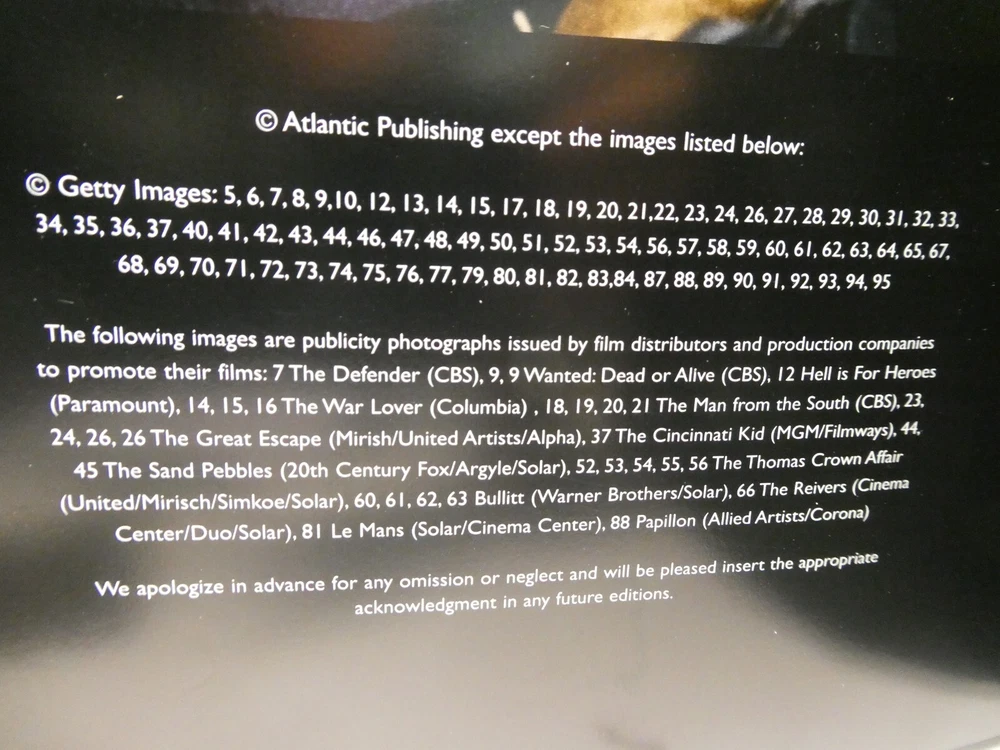 © Atlantic Publishing except the images listed below:
© Getty Images: 5, 6, 7, 8, 9,10, 12, 13, 14, 15, 17, 18, 19, 20, 21,22, 23, 24, 26, 27, 28, 29, 30, 31, 32, 33,
34, 35, 36, 37, 40, 41, 42, 43, 44, 46, 47, 48, 49, 50, 51, 52, 53, 54, 56, 57, 58, 59, 60, 61, 62, 63, 64, 65, 67,
68, 69, 70, 71, 72, 73, 74, 75, 76, 77, 79, 80, 81, 82, 83,84, 87, 88, 89, 90, 91, 92, 93, 94, 95
The following images are publicity photographs issued by film distributors and production companies
to promote their films: 7 The Defender (CBS), 9, 9 Wanted: Dead or Alive (CBS), 12 Hell is For Heroes
(Paramount), 14, 15, 16 The War Lover (Columbia) , 18, 19, 20, 21 The Man from the South (CBS), 23,
24, 26, 26 The Great Escape (Mirish/United Artists/Alpha), 37 The Cincinnati Kid (MGM/Filmways), 44,
45 The Sand Pebbles (20th Century Fox/Argyle/Solar), 52, 53, 54, 55, 56 The Thomas Crown Affair
(United/Mirisch/Simkoe/Solar), 60, 61, 62, 63 Bullitt (Warner Brothers/Solar), 66 The Reivers (Cinema
Center/Duo/Solar), 81 Le Mans (Solar/Cinema Center), 88 Papillon (Allied Artists/Corona)
We apologize in advance for any omission or neglect and will be pleased insert the appropriate
acknowledgment in any future editions.